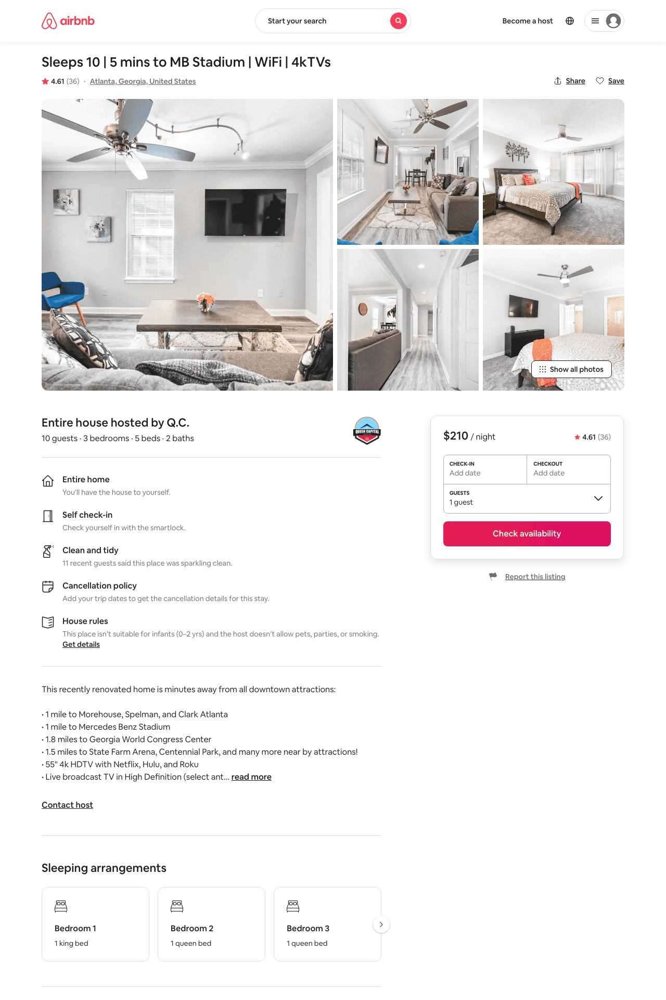 airbnb
Start your search
Become a host
Sleeps 10 | 5 mins to MB Stadium | WiFi | 4kTVs
4.61 (36) · Atlanta, Georgia, United States
Share
Save
Show all photos
Entire house hosted by Q.C.
10 guests · 3 bedrooms · 5 beds · 2 baths
QUEEN CAPITAL
Entire home
You’ll have the house to yourself.
Self check-in
Check yourself in with the smartlock.
Clean and tidy
11 recent guests said this place was sparkling clean.
Cancellation policy
Add your trip dates to get the cancellation details for this stay.
House rules
This place isn’t suitable for infants (0–2 yrs) and the host doesn’t allow pets, parties, or smoking.
Get details
$210 / night
4.61 (36)
CHECK-IN
Add date
CHECKOUT
Add date
GUESTS
1 guest
Check availability
Report this listing
This recently renovated home is minutes away from all downtown attractions:
· 1 mile to Morehouse, Spelman, and Clark Atlanta
· 1 mile to Mercedes Benz Stadium
· 1.8 miles to Georgia World Congress Center
· 1.5 miles to State Farm Arena, Centennial Park, and many more near by attractions!
· 55" 4k HDTV with Netflix, Hulu, and Roku
· Live broadcast TV in High Definition (select ant... read more
Contact host
Sleeping arrangements
Bedroom 1
1 king bed
Bedroom 2
1 queen bed
Bedroom 3
1 queen bed